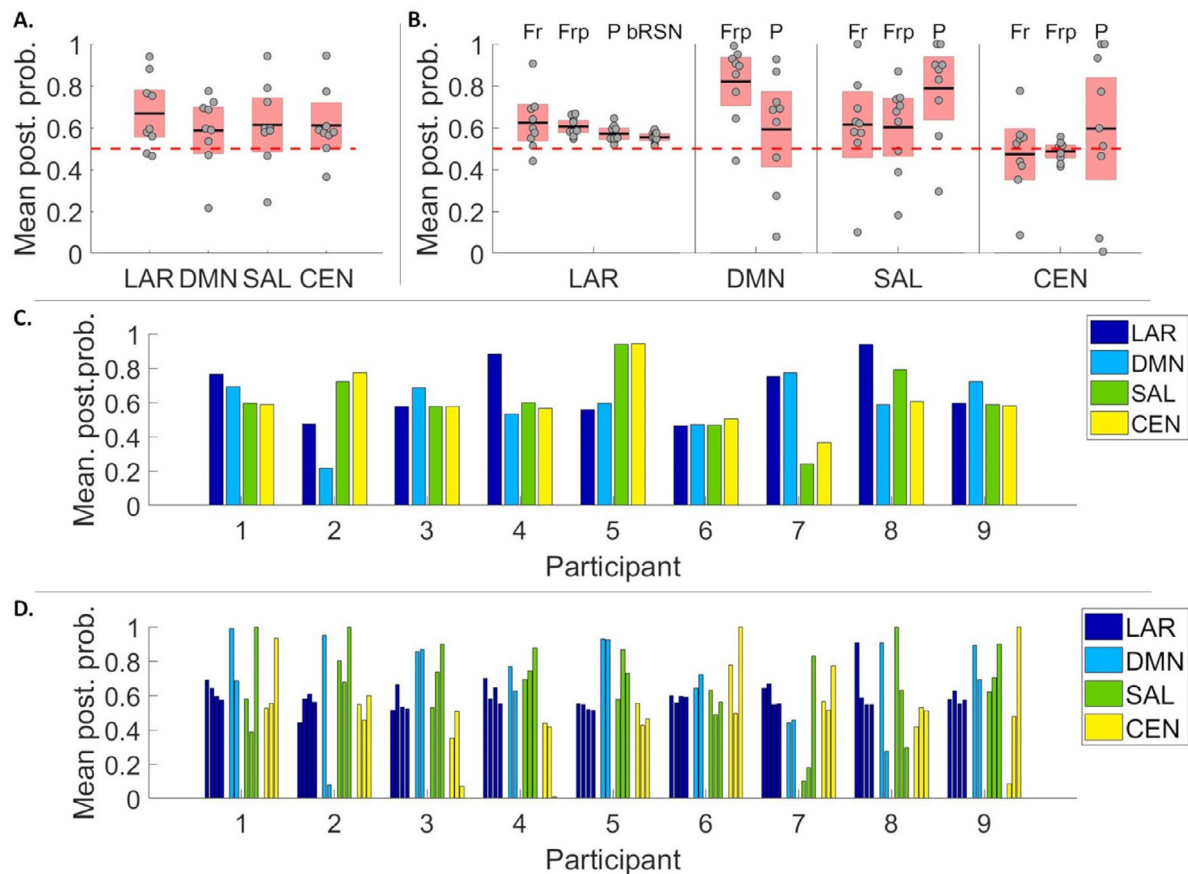 A.
Mean post. prob.
1
0.8
0.6
0.4
0.2
0
LAR DMN SAL CEN
B.
Fr Frp P bRSN Frp P Fr Frp P Fr Frp P
Mean post. prob.
1
0.8
0.6
0.4
0.2
0
LAR DMN SAL CEN
C.
Mean. post.prob.
1
0.8
0.6
0.4
0.2
0
1 2 3 4 5 6 7 8 9
Participant
LAR
DMN
SAL
CEN
D.
Mean post. prob.
1
0.8
0.6
0.4
0.2
0
1 2 3 4 5 6 7 8 9
Participant
LAR
DMN
SAL
CEN